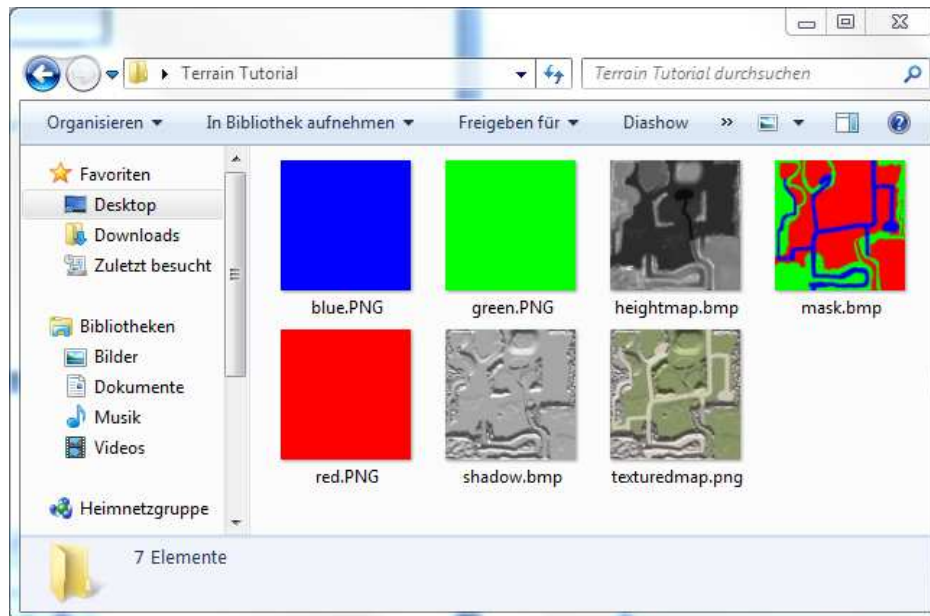 Terrain Tutorial
Terrain Tutorial durchsuchen
Organisieren
In Bibliothek aufnehmen
Freigeben für
Diashow
»
Favoriten
Desktop
Downloads
Zuletzt besucht
Bibliotheken
Bilder
Dokumente
Musik
Videos
Heimnetzgruppe
blue.PNG
green.PNG
heightmap.bmp
mask.bmp
red.PNG
shadow.bmp
texturedmap.png
7 Elemente